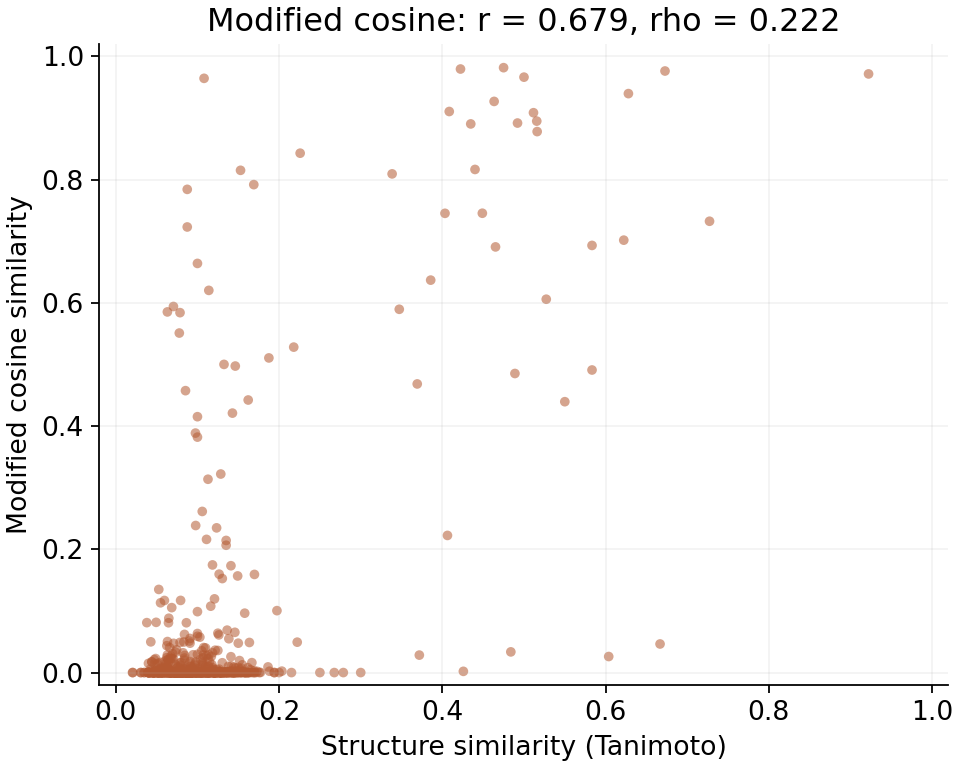 Modified cosine: r = 0.679, rho = 0.222
Modified cosine similarity
1.0
0.8
0.6
0.4
0.2
0.0
0.0 0.2 0.4 0.6 0.8 1.0
Structure similarity (Tanimoto)